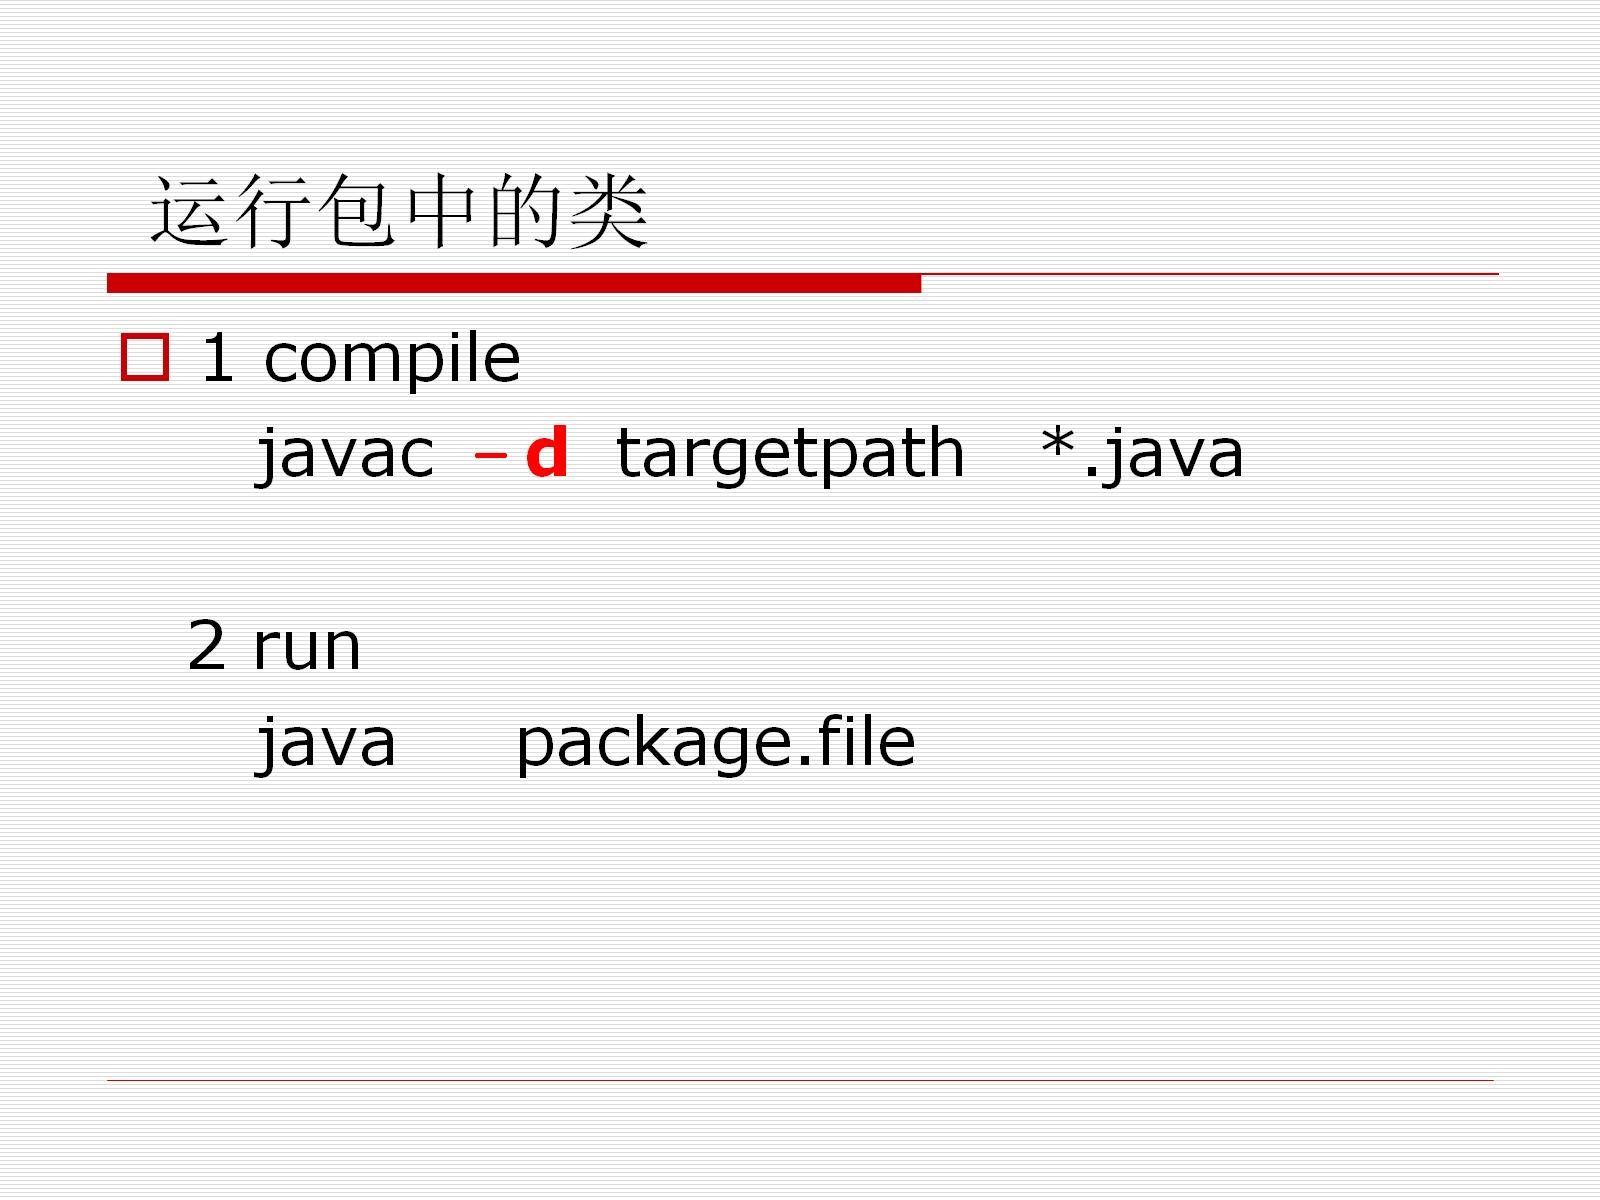 运行包中的类
1 compile
javac –d targetpath *.java
2 run
java package.file